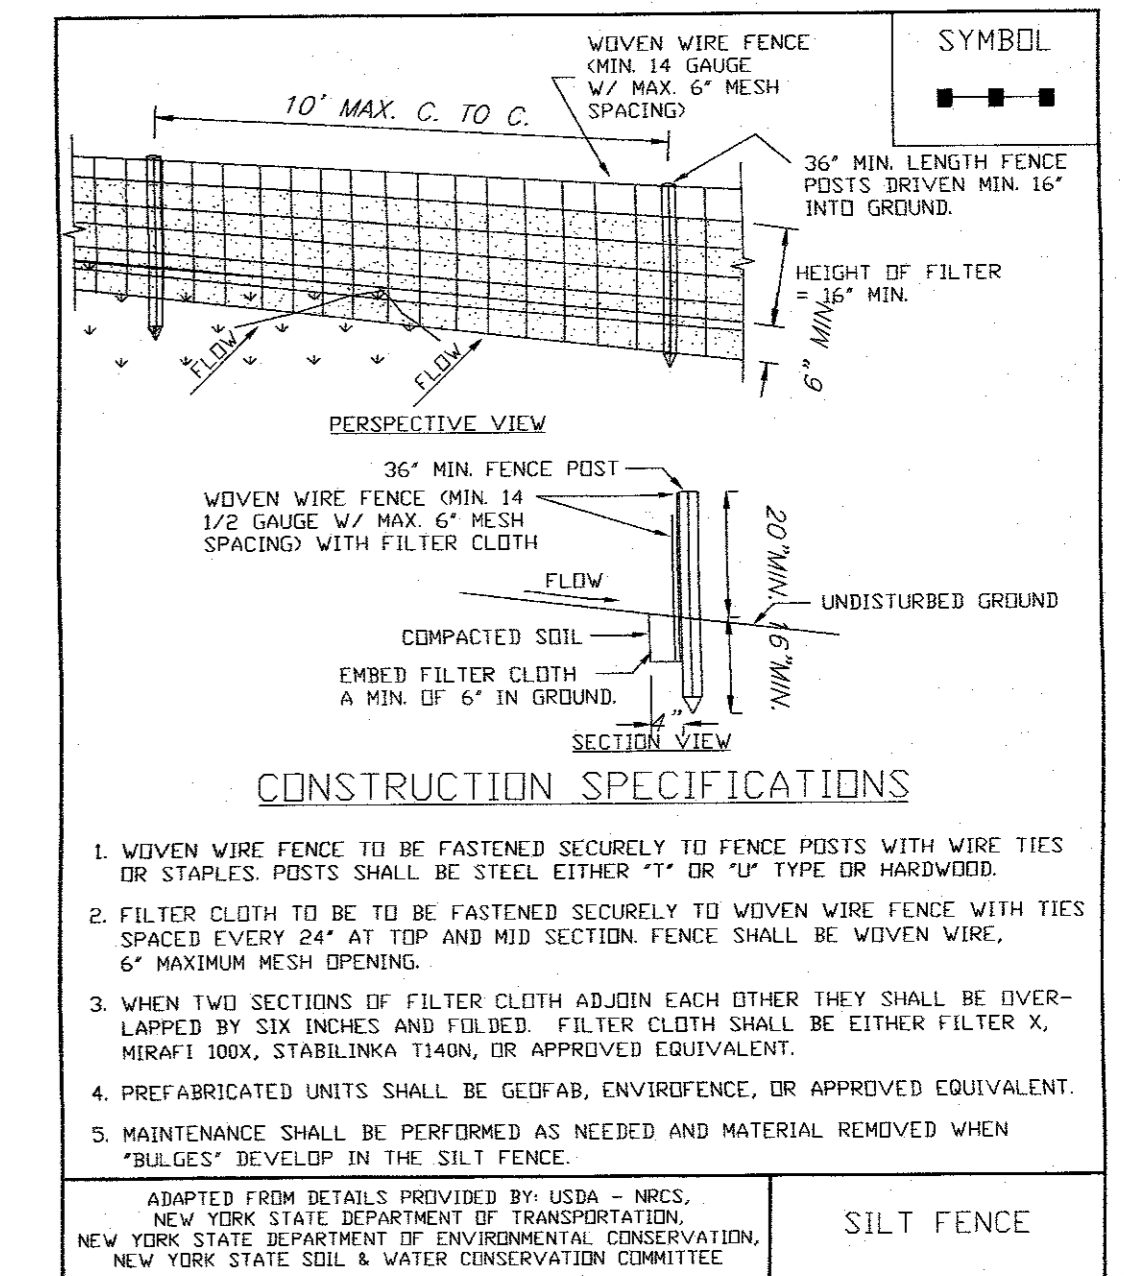 WOVEN WIRE FENCE
(MIN. 14 GAUGE
W/ MAX. 6" MESH
SPACING)
SYMBOL
10' MAX. C. TO C.
36" MIN. LENGTH FENCE
POSTS DRIVEN MIN. 16"
INTO GROUND.
HEIGHT OF FILTER
= 16" MIN.
6" MIN
FLOW
FLOW
PERSPECTIVE VIEW
36" MIN. FENCE POST
WOVEN WIRE FENCE (MIN. 14
1/2 GAUGE W/ MAX. 6" MESH
SPACING) WITH FILTER CLOTH
20"MIN.
FLOW
UNDISTURBED GROUND
COMPACTED SOIL
16"MIN.
EMBED FILTER CLOTH
A MIN. OF 6" IN GROUND.
4"
SECTION VIEW
CONSTRUCTION SPECIFICATIONS
1. WOVEN WIRE FENCE TO BE FASTENED SECURELY TO FENCE POSTS WITH WIRE TIES
OR STAPLES. POSTS SHALL BE STEEL EITHER "T" OR "U" TYPE OR HARDWOOD.
2. FILTER CLOTH TO BE TO BE FASTENED SECURELY TO WOVEN WIRE FENCE WITH TIES
SPACED EVERY 24" AT TOP AND MID SECTION. FENCE SHALL BE WOVEN WIRE,
6" MAXIMUM MESH OPENING.
3. WHEN TWO SECTIONS OF FILTER CLOTH ADJOIN EACH OTHER THEY SHALL BE OVER-
LAPPED BY SIX INCHES AND FOLDED. FILTER CLOTH SHALL BE EITHER FILTER X,
MIRAFI 100X, STABILINKA T140N, OR APPROVED EQUIVALENT.
4. PREFABRICATED UNITS SHALL BE GEOFAB, ENVIROFENCE, OR APPROVED EQUIVALENT.
5. MAINTENANCE SHALL BE PERFORMED AS NEEDED AND MATERIAL REMOVED WHEN
"BULGES" DEVELOP IN THE SILT FENCE.
ADAPTED FROM DETAILS PROVIDED BY: USDA - NRCS,
NEW YORK STATE DEPARTMENT OF TRANSPORTATION,
NEW YORK STATE DEPARTMENT OF ENVIRONMENTAL CONSERVATION,
NEW YORK STATE SOIL & WATER CONSERVATION COMMITTEE
SILT FENCE